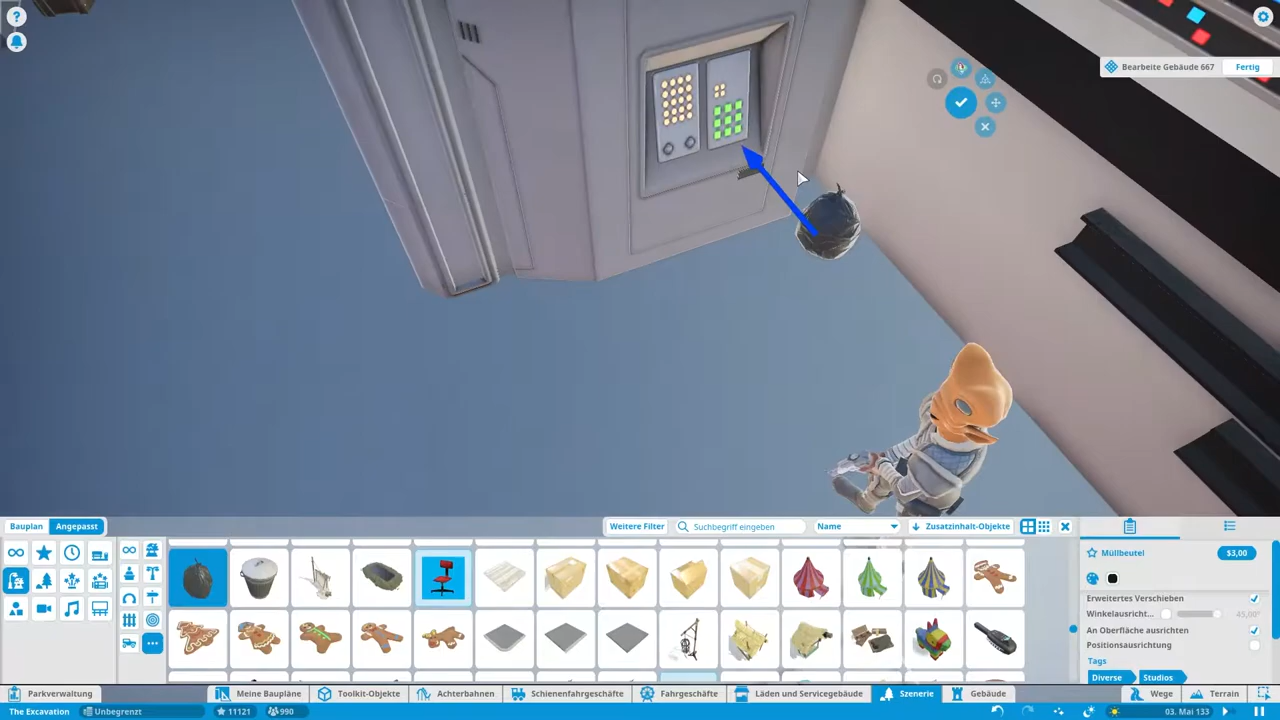 Bearbeite Gebäude 667 Fertig
Bauplan Angepasst
Weitere Filter Suchbegriff eingeben Name Zusatzinhalt-Objekte
Müllbeutel $3,00
Erweitertes Verschieben
Winkelausricht... 45,00°
An Oberfläche ausrichten
Positionsausrichtung
Tags
Diverse Studios
Parkverwaltung Meine Baupläne Toolkit-Objekte Achterbahnen Schienenfahrgeschäfte Fahrgeschäfte Läden und Servicegebäude Szenerie Gebäude Wege Terrain
The Excavation Unbegrenzt 11121 990 03. Mai 133